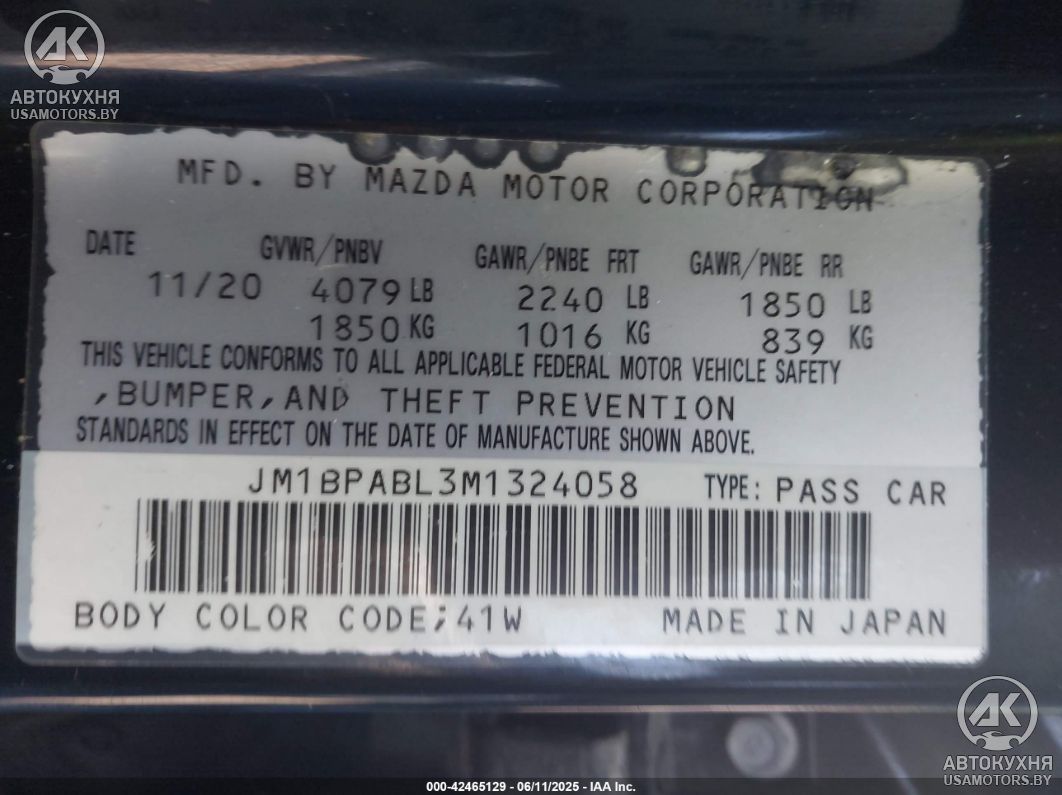 АК
АВТОКУХНЯ
USAMOTORS.BY
MFD. BY MAZDA MOTOR CORPORATION
DATE GVWR/PNBV GAWR/PNBE FRT GAWR/PNBE RR
11/20 4079 LB 2240 LB 1850 LB
1850 KG 1016 KG 839 KG
THIS VEHICLE CONFORMS TO ALL APPLICABLE FEDERAL MOTOR VEHICLE SAFETY
,BUMPER,AND THEFT PREVENTION
STANDARDS IN EFFECT ON THE DATE OF MANUFACTURE SHOWN ABOVE.
JM1BPABL3M1324058 TYPE: PASS CAR
BODY COLOR CODE;41W MADE IN JAPAN
АК
АВТОКУХНЯ
USAMOTORS.BY
000-42465129 - 06/11/2025 - IAA Inc.